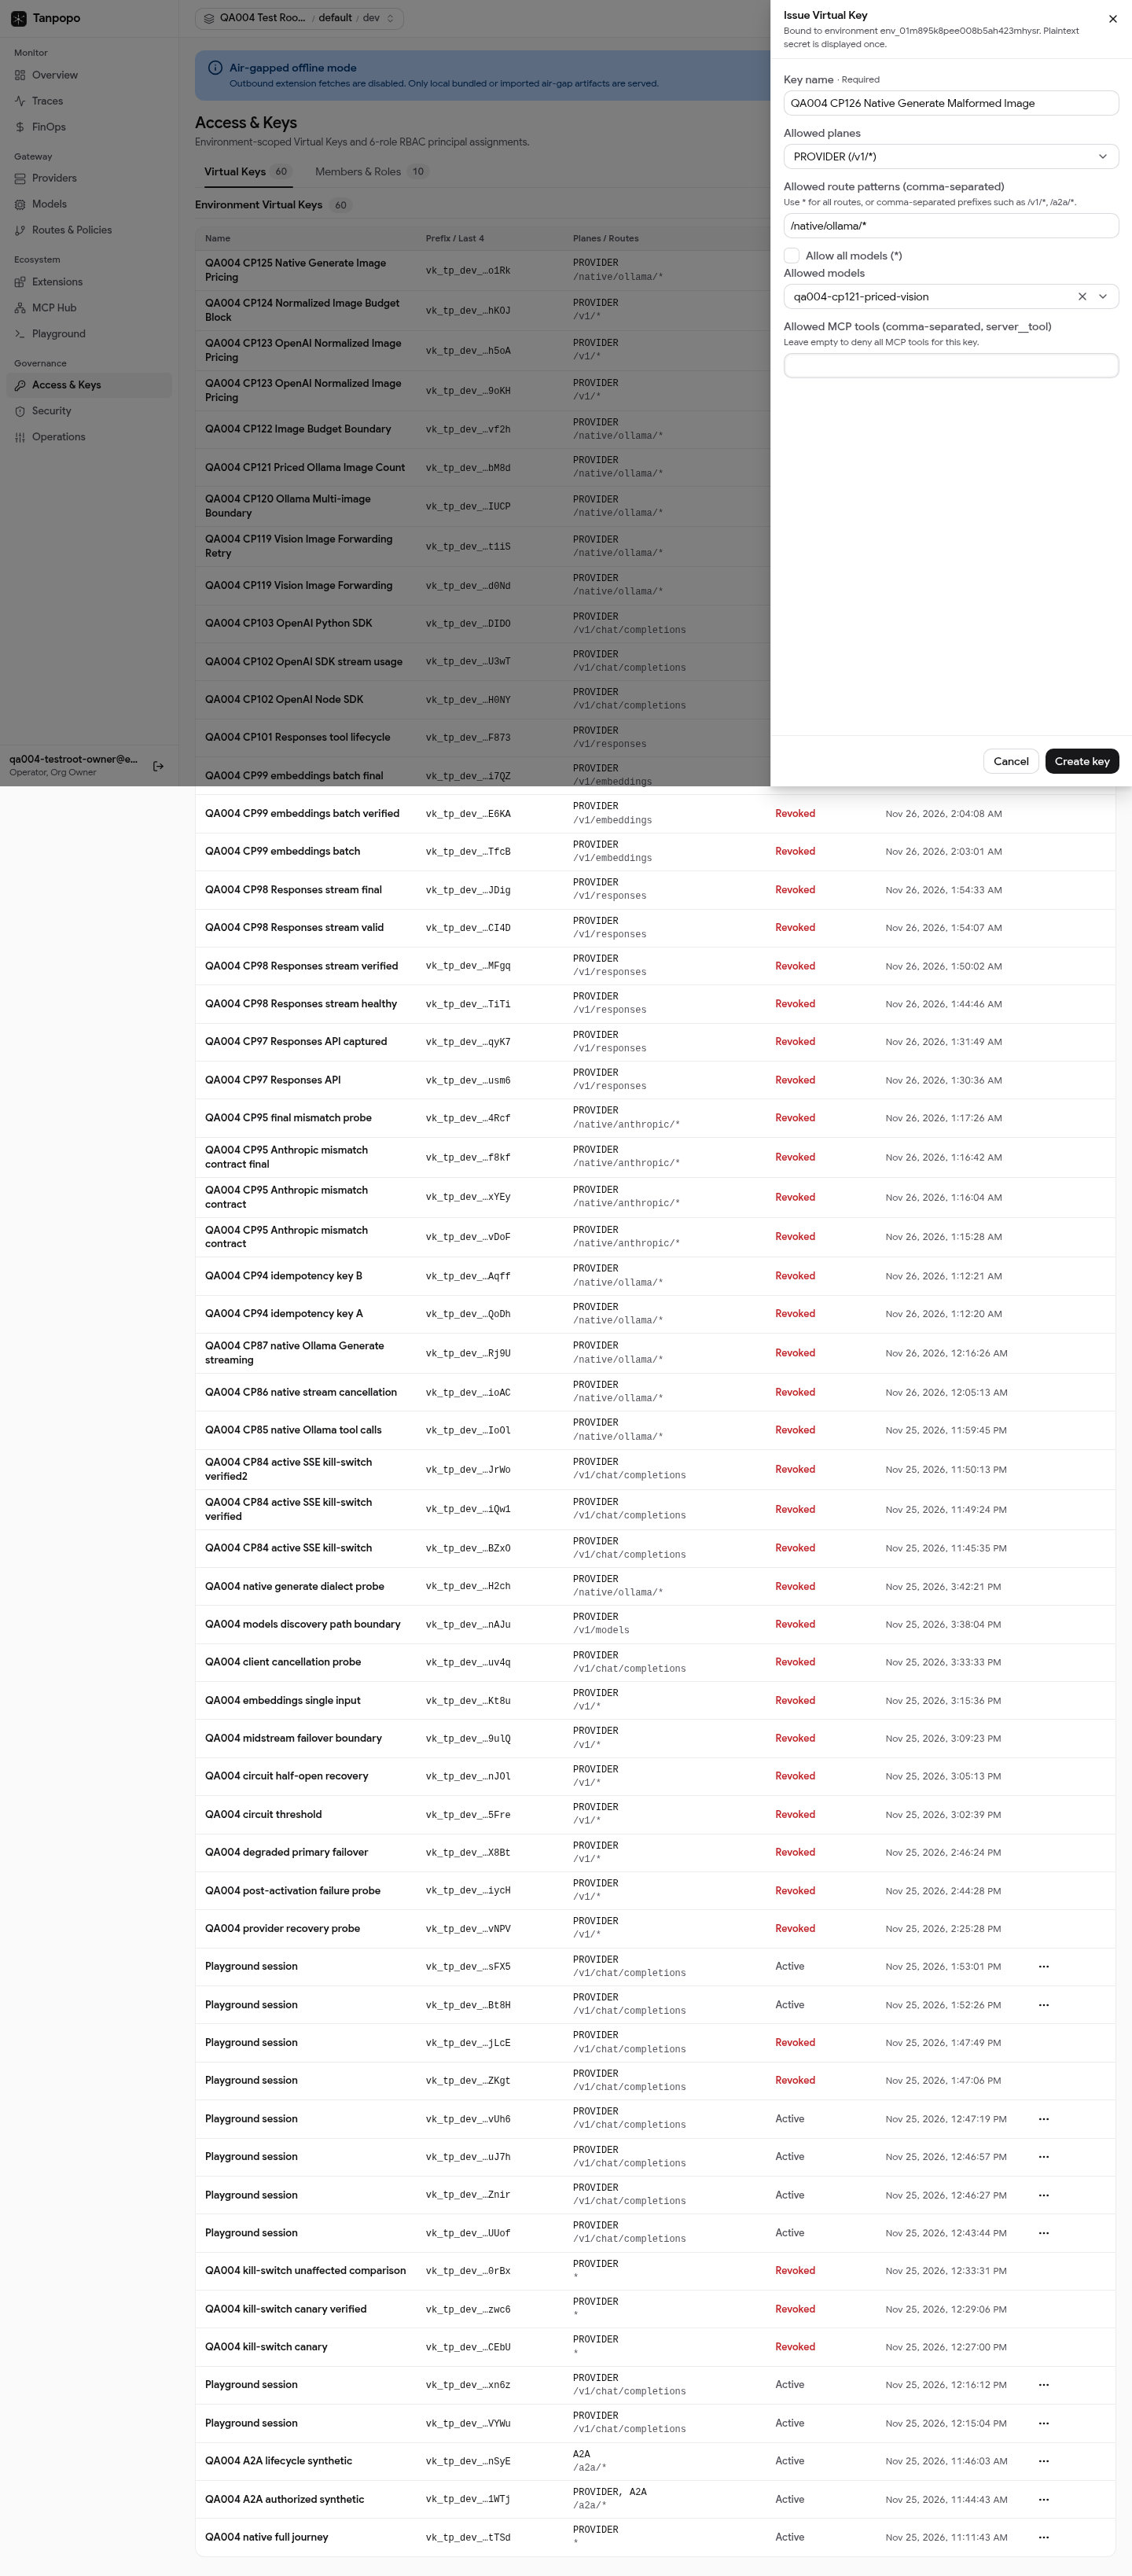 Tanpopo
Monitor
Overview
Traces
FinOps
Gateway
Providers
Models
Routes & Policies
Ecosystem
Extensions
MCP Hub
Playground
Governance
Access & Keys
Security
Operations
qa004-testroot-owner@e...
Operator, Org Owner
QA004 Test Roo... / default / dev
Air-gapped offline mode
Outbound extension fetches are disabled. Only local bundled or imported air-gap artifacts are served.
Access & Keys
Environment-scoped Virtual Keys and 6-role RBAC principal assignments.
Virtual Keys 60 Members & Roles 10
Environment Virtual Keys 60
Name Prefix / Last 4 Planes / Routes
QA004 CP125 Native Generate Image Pricing vk_tp_dev_…o1Rk PROVIDER /native/ollama/*
QA004 CP124 Normalized Image Budget Block vk_tp_dev_…hKOJ PROVIDER /v1/*
QA004 CP123 OpenAI Normalized Image Pricing vk_tp_dev_…h5oA PROVIDER /v1/*
QA004 CP123 OpenAI Normalized Image Pricing vk_tp_dev_…9oKH PROVIDER /v1/*
QA004 CP122 Image Budget Boundary vk_tp_dev_…vf2h PROVIDER /native/ollama/*
QA004 CP121 Priced Ollama Image Count vk_tp_dev_…bM8d PROVIDER /native/ollama/*
QA004 CP120 Ollama Multi-image Boundary vk_tp_dev_…IUCP PROVIDER /native/ollama/*
QA004 CP119 Vision Image Forwarding Retry vk_tp_dev_…t1iS PROVIDER /native/ollama/*
QA004 CP119 Vision Image Forwarding vk_tp_dev_…d0Nd PROVIDER /native/ollama/*
QA004 CP103 OpenAI Python SDK vk_tp_dev_…DIDO PROVIDER /v1/chat/completions
QA004 CP102 OpenAI SDK stream usage vk_tp_dev_…U3wT PROVIDER /v1/chat/completions
QA004 CP102 OpenAI Node SDK vk_tp_dev_…H0NY PROVIDER /v1/chat/completions
QA004 CP101 Responses tool lifecycle vk_tp_dev_…F873 PROVIDER /v1/responses
QA004 CP99 embeddings batch final vk_tp_dev_…i7QZ PROVIDER /v1/embeddings
QA004 CP99 embeddings batch verified vk_tp_dev_…E6KA PROVIDER /v1/embeddings Revoked Nov 26, 2026, 2:04:08 AM
QA004 CP99 embeddings batch vk_tp_dev_…TfcB PROVIDER /v1/embeddings Revoked Nov 26, 2026, 2:03:01 AM
QA004 CP98 Responses stream final vk_tp_dev_…JDig PROVIDER /v1/responses Revoked Nov 26, 2026, 1:54:33 AM
QA004 CP98 Responses stream valid vk_tp_dev_…CI4D PROVIDER /v1/responses Revoked Nov 26, 2026, 1:54:07 AM
QA004 CP98 Responses stream verified vk_tp_dev_…MFgq PROVIDER /v1/responses Revoked Nov 26, 2026, 1:50:02 AM
QA004 CP98 Responses stream healthy vk_tp_dev_…TiTi PROVIDER /v1/responses Revoked Nov 26, 2026, 1:44:46 AM
QA004 CP97 Responses API captured vk_tp_dev_…qyK7 PROVIDER /v1/responses Revoked Nov 26, 2026, 1:31:49 AM
QA004 CP97 Responses API vk_tp_dev_…usm6 PROVIDER /v1/responses Revoked Nov 26, 2026, 1:30:36 AM
QA004 CP95 final mismatch probe vk_tp_dev_…4Rcf PROVIDER /native/anthropic/* Revoked Nov 26, 2026, 1:17:26 AM
QA004 CP95 Anthropic mismatch contract final vk_tp_dev_…f8kf PROVIDER /native/anthropic/* Revoked Nov 26, 2026, 1:16:42 AM
QA004 CP95 Anthropic mismatch contract vk_tp_dev_…xYEy PROVIDER /native/anthropic/* Revoked Nov 26, 2026, 1:16:04 AM
QA004 CP95 Anthropic mismatch contract vk_tp_dev_…vDoF PROVIDER /native/anthropic/* Revoked Nov 26, 2026, 1:15:28 AM
QA004 CP94 idempotency key B vk_tp_dev_…Aqff PROVIDER /native/ollama/* Revoked Nov 26, 2026, 1:12:21 AM
QA004 CP94 idempotency key A vk_tp_dev_…QoDh PROVIDER /native/ollama/* Revoked Nov 26, 2026, 1:12:20 AM
QA004 CP87 native Ollama Generate streaming vk_tp_dev_…Rj9U PROVIDER /native/ollama/* Revoked Nov 26, 2026, 12:16:26 AM
QA004 CP86 native stream cancellation vk_tp_dev_…ioAC PROVIDER /native/ollama/* Revoked Nov 26, 2026, 12:05:13 AM
QA004 CP85 native Ollama tool calls vk_tp_dev_…IoOl PROVIDER /native/ollama/* Revoked Nov 25, 2026, 11:59:45 PM
QA004 CP84 active SSE kill-switch verified2 vk_tp_dev_…JrWo PROVIDER /v1/chat/completions Revoked Nov 25, 2026, 11:50:13 PM
QA004 CP84 active SSE kill-switch verified vk_tp_dev_…iQw1 PROVIDER /v1/chat/completions Revoked Nov 25, 2026, 11:49:24 PM
QA004 CP84 active SSE kill-switch vk_tp_dev_…BZxO PROVIDER /v1/chat/completions Revoked Nov 25, 2026, 11:45:35 PM
QA004 native generate dialect probe vk_tp_dev_…H2ch PROVIDER /native/ollama/* Revoked Nov 25, 2026, 3:42:21 PM
QA004 models discovery path boundary vk_tp_dev_…nAJu PROVIDER /v1/models Revoked Nov 25, 2026, 3:38:04 PM
QA004 client cancellation probe vk_tp_dev_…uv4q PROVIDER /v1/chat/completions Revoked Nov 25, 2026, 3:33:33 PM
QA004 embeddings single input vk_tp_dev_…Kt8u PROVIDER /v1/* Revoked Nov 25, 2026, 3:15:36 PM
QA004 midstream failover boundary vk_tp_dev_…9ulQ PROVIDER /v1/* Revoked Nov 25, 2026, 3:09:23 PM
QA004 circuit half-open recovery vk_tp_dev_…nJOl PROVIDER /v1/* Revoked Nov 25, 2026, 3:05:13 PM
QA004 circuit threshold vk_tp_dev_…5Fre PROVIDER /v1/* Revoked Nov 25, 2026, 3:02:39 PM
QA004 degraded primary failover vk_tp_dev_…X8Bt PROVIDER /v1/* Revoked Nov 25, 2026, 2:46:24 PM
QA004 post-activation failure probe vk_tp_dev_…iycH PROVIDER /v1/* Revoked Nov 25, 2026, 2:44:28 PM
QA004 provider recovery probe vk_tp_dev_…vNPV PROVIDER /v1/* Revoked Nov 25, 2026, 2:25:28 PM
Playground session vk_tp_dev_…sFX5 PROVIDER /v1/chat/completions Active Nov 25, 2026, 1:53:01 PM
Playground session vk_tp_dev_…Bt8H PROVIDER /v1/chat/completions Active Nov 25, 2026, 1:52:26 PM
Playground session vk_tp_dev_…jLcE PROVIDER /v1/chat/completions Revoked Nov 25, 2026, 1:47:49 PM
Playground session vk_tp_dev_…ZKgt PROVIDER /v1/chat/completions Revoked Nov 25, 2026, 1:47:06 PM
Playground session vk_tp_dev_…vUh6 PROVIDER /v1/chat/completions Active Nov 25, 2026, 12:47:19 PM
Playground session vk_tp_dev_…uJ7h PROVIDER /v1/chat/completions Active Nov 25, 2026, 12:46:57 PM
Playground session vk_tp_dev_…Znir PROVIDER /v1/chat/completions Active Nov 25, 2026, 12:46:27 PM
Playground session vk_tp_dev_…UUof PROVIDER /v1/chat/completions Active Nov 25, 2026, 12:43:44 PM
QA004 kill-switch unaffected comparison vk_tp_dev_…0rBx PROVIDER * Revoked Nov 25, 2026, 12:33:31 PM
QA004 kill-switch canary verified vk_tp_dev_…zwc6 PROVIDER * Revoked Nov 25, 2026, 12:29:06 PM
QA004 kill-switch canary vk_tp_dev_…CEbU PROVIDER * Revoked Nov 25, 2026, 12:27:00 PM
Playground session vk_tp_dev_…xn6z PROVIDER /v1/chat/completions Active Nov 25, 2026, 12:16:12 PM
Playground session vk_tp_dev_…VYWu PROVIDER /v1/chat/completions Active Nov 25, 2026, 12:15:04 PM
QA004 A2A lifecycle synthetic vk_tp_dev_…nSyE A2A /a2a/* Active Nov 25, 2026, 11:46:03 AM
QA004 A2A authorized synthetic vk_tp_dev_…1WTj PROVIDER, A2A /a2a/* Active Nov 25, 2026, 11:44:43 AM
QA004 native full journey vk_tp_dev_…tTSd PROVIDER * Active Nov 25, 2026, 11:11:43 AM
Issue Virtual Key
Bound to environment env_01m895k8pee008b5ah423mhysr. Plaintext
secret is displayed once.
Key name · Required
QA004 CP126 Native Generate Malformed Image
Allowed planes
PROVIDER (/v1/*)
Allowed route patterns (comma-separated)
Use * for all routes, or comma-separated prefixes such as /v1/*, /a2a/*.
/native/ollama/*
Allow all models (*)
Allowed models
qa004-cp121-priced-vision
Allowed MCP tools (comma-separated, server__tool)
Leave empty to deny all MCP tools for this key.
Cancel
Create key